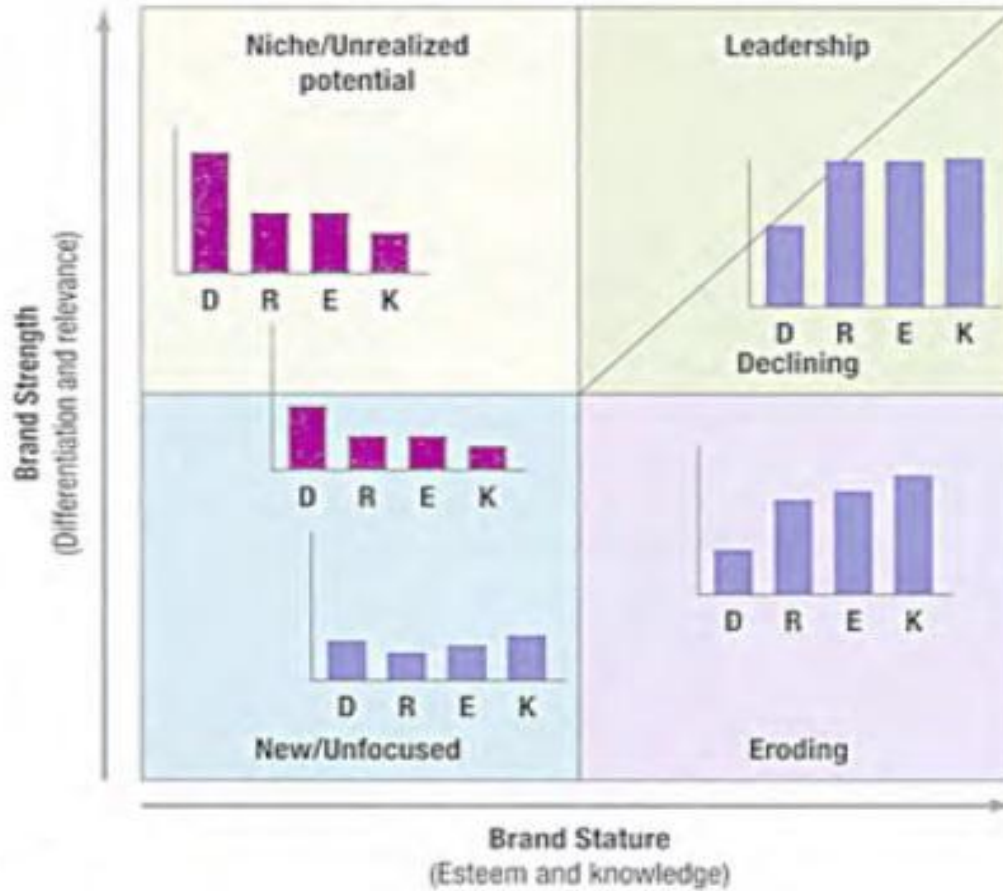 Niche/Unrealized
potential
Leadership
D R E K
D R E K
Declining
D R E K
D R E K
D R E K
New/Unfocused
Eroding
Brand Strength
(Differentiation and relevance)
Brand Stature
(Esteem and knowledge)